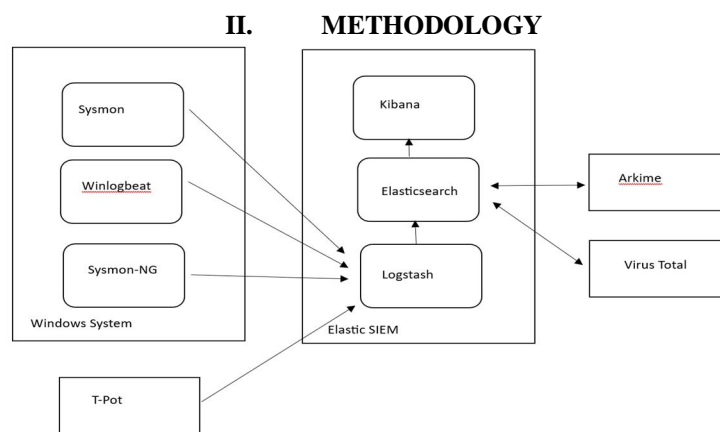 II. METHODOLOGY
Sysmon
Winlogbeat
Sysmon-NG
Windows System
T-Pot
Kibana
Elasticsearch
Logstash
Elastic SIEM
Arkime
Virus Total